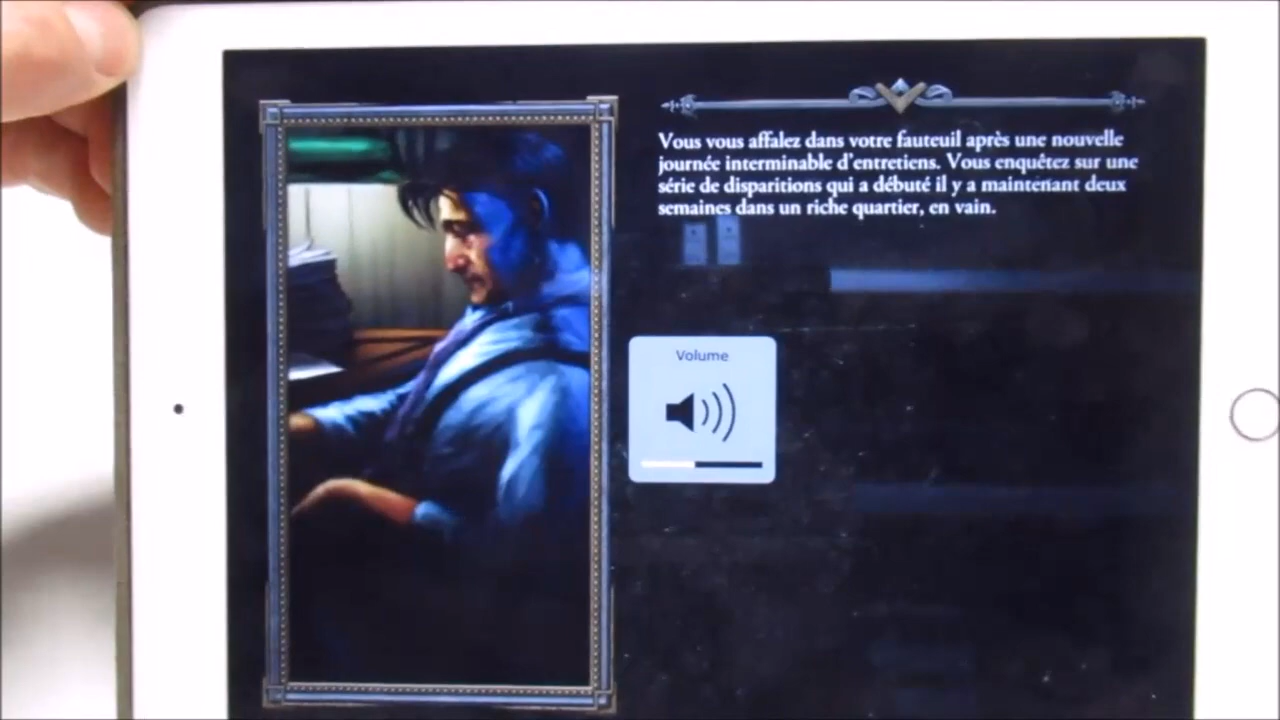 Vous vous affalez dans votre fauteuil après une nouvelle
journée interminable d'entretiens. Vous enquêtez sur une
série de disparitions qui a débuté il y a maintenant deux
semaines dans un riche quartier, en vain.
Volume